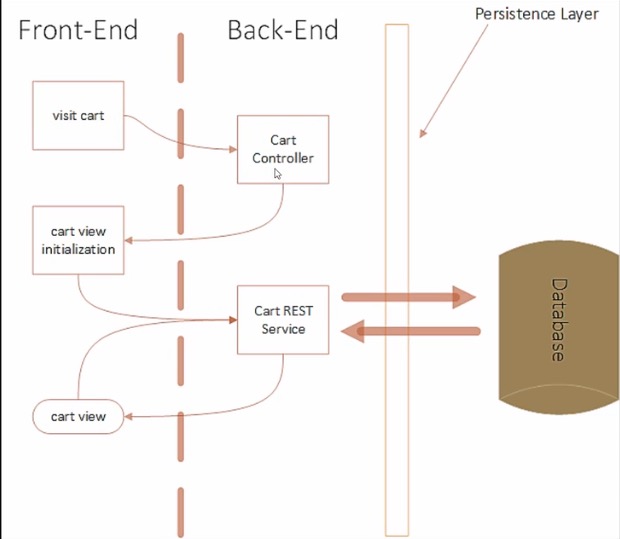 Front-End
Back-End
Persistence Layer
visit cart
Cart
Controller
cart view
initialization
Cart REST
Service
Database
cart view